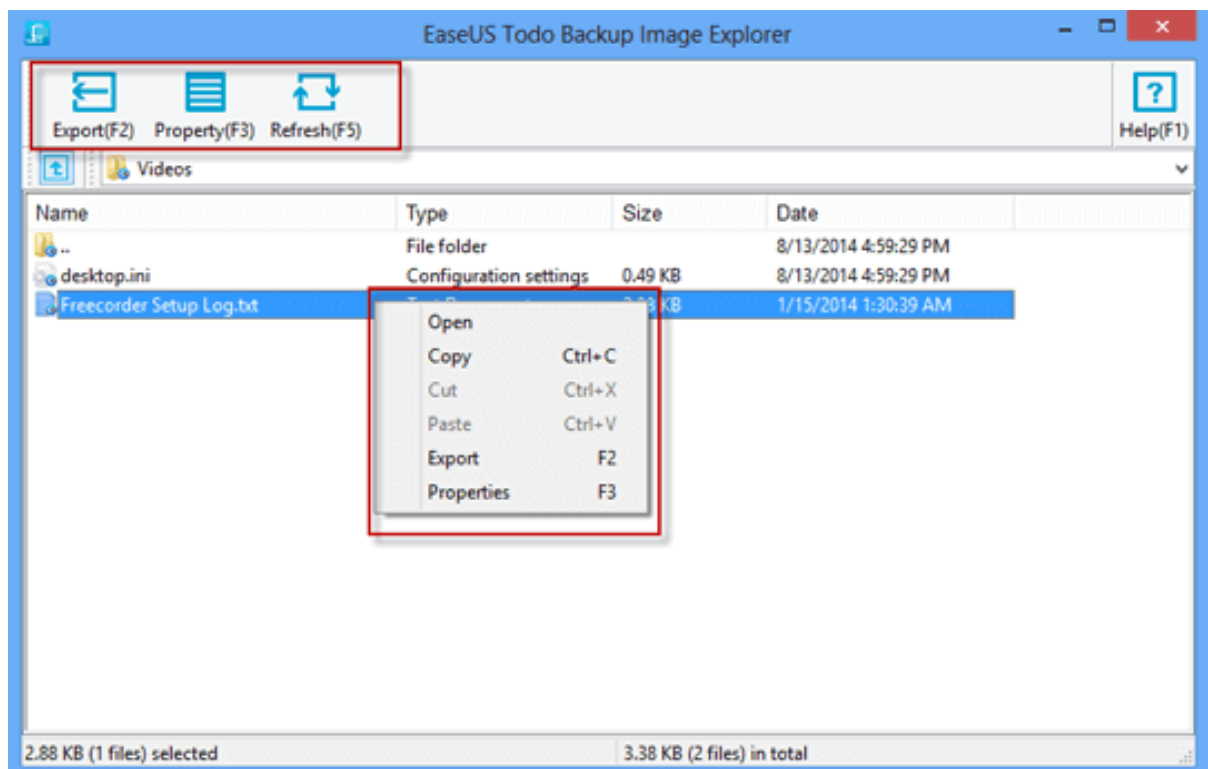 EaseUS Todo Backup Image Explorer
Export(F2) Property(F3) Refresh(F5) Help(F1)
Videos
Name Type Size Date
.. File folder 8/13/2014 4:59:29 PM
desktop.ini Configuration settings 0.49 KB 8/13/2014 4:59:29 PM
Freecorder Setup Log.txt KB 1/15/2014 1:30:39 AM
Open
Copy Ctrl+C
Cut Ctrl+X
Paste Ctrl+V
Export F2
Properties F3
2.88 KB (1 files) selected 3.38 KB (2 files) in total